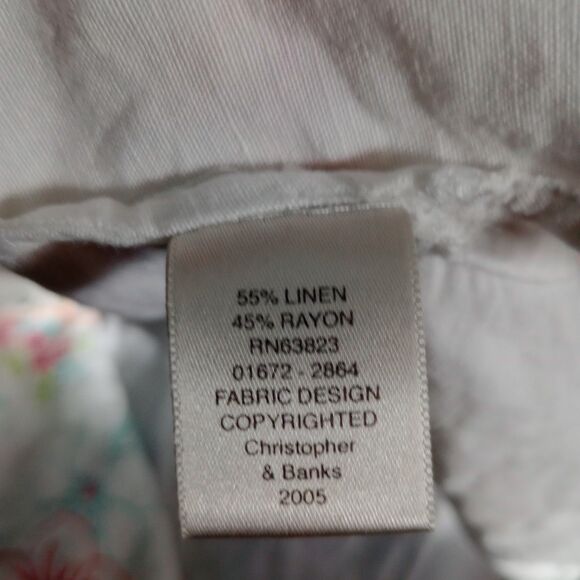 55% LINEN
45% RAYON
RN63823
01672 - 2864
FABRIC DESIGN
COPYRIGHTED
Christopher
& Banks
2005